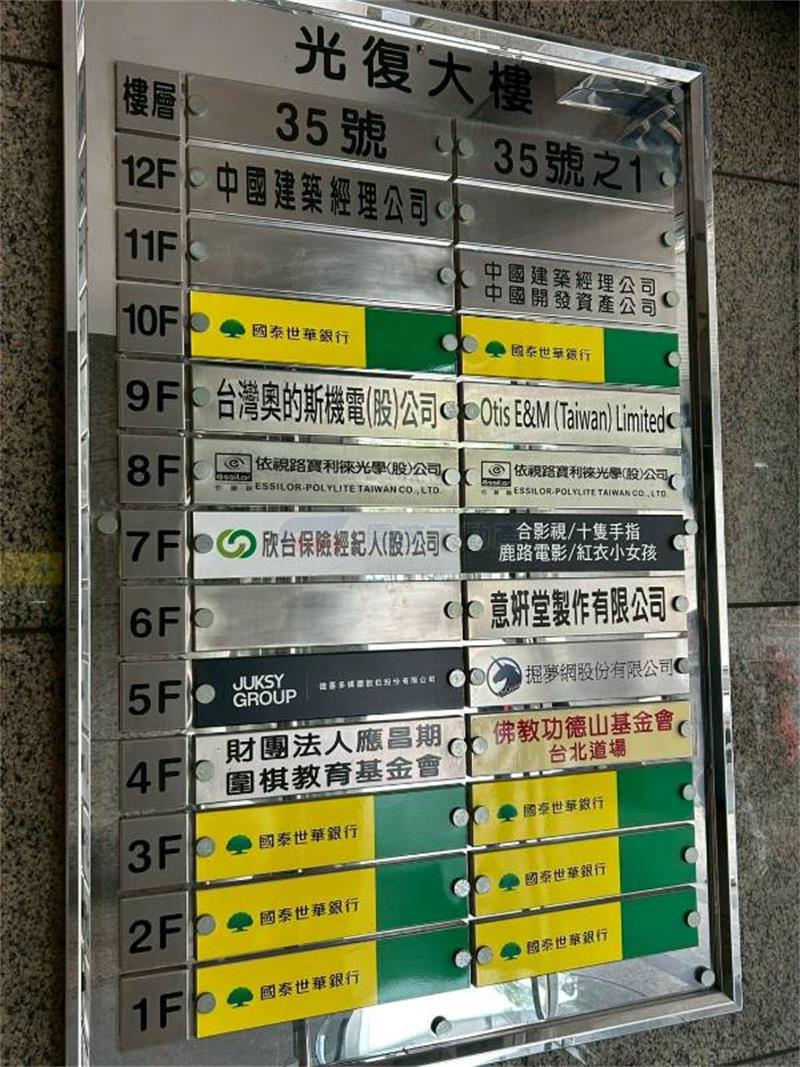 光復大樓
樓層 35號 35號之1
12F 中國建築經理公司
11F 中國建築經理公司
中國開發資產公司
10F 國泰世華銀行 國泰世華銀行
9F 台灣奧的斯機電(股)公司 Otis E&M (Taiwan) Limited
8F essilor 依視路寶利徠光學(股)公司 essilor 依視路寶利徠光學(股)公司
ESSILOR-POLYLITE TAIWAN CO., LTD. ESSILOR-POLYLITE TAIWAN CO., LTD.
7F 欣台保險經紀人(股)公司 合影視/十隻手指
鹿路電影/紅衣小女孩
6F 意妍堂製作有限公司
5F JUKSY
GROUP 掘夢網股份有限公司
4F 財團法人應昌期 佛教功德山基金會
圍棋教育基金會 台北道場
3F 國泰世華銀行 國泰世華銀行
2F 國泰世華銀行 國泰世華銀行
1F 國泰世華銀行 國泰世華銀行